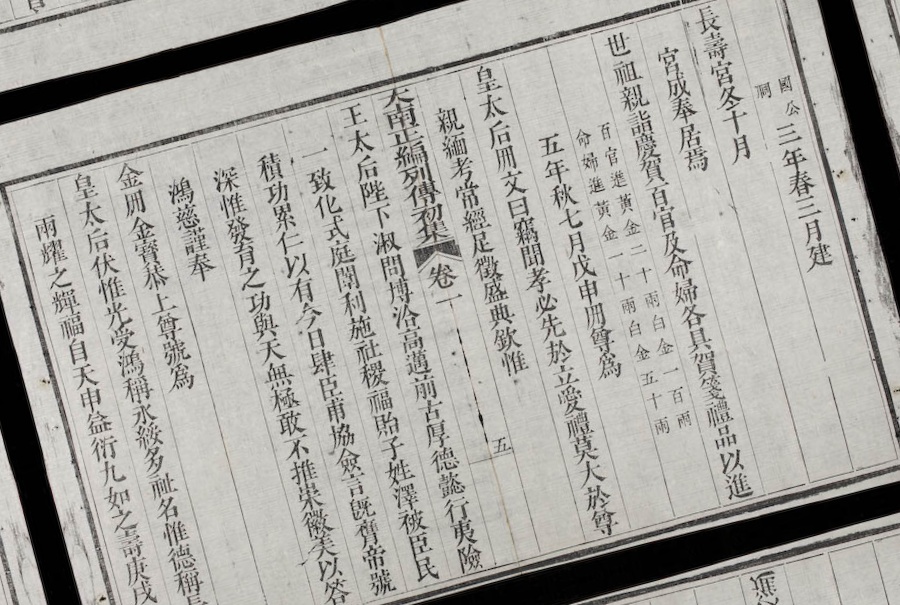 國公
祠
三年春三月建
長壽宮冬十月
宮成奉居焉
世祖親詣慶賀百官及命婦各具賀箋禮品以進
百官進黃金二十兩白金一百兩
命婦進黃金一十兩白金五十兩
五年秋七月戊申冊尊爲
皇太后冊文曰竊聞孝必先於立愛禮莫大於尊
親緬考常經足徵盛典欽惟
大南正編列傳初集 卷一 五
王太后陛下淑問博洽高邁前古厚德懿行夷險
一致化式庭闈利施社稷福貽子姓澤被臣民
積功累仁以有今日肆臣甫協僉言旣膺帝號
深惟發育之功與天無極敢不推崇徽美以答
鴻慈謹奉
金冊金寶恭上尊號爲
皇太后伏惟光受鴻稱永綏多祉名惟德稱長
兩耀之輝福自天申益衍九如之壽庚戌